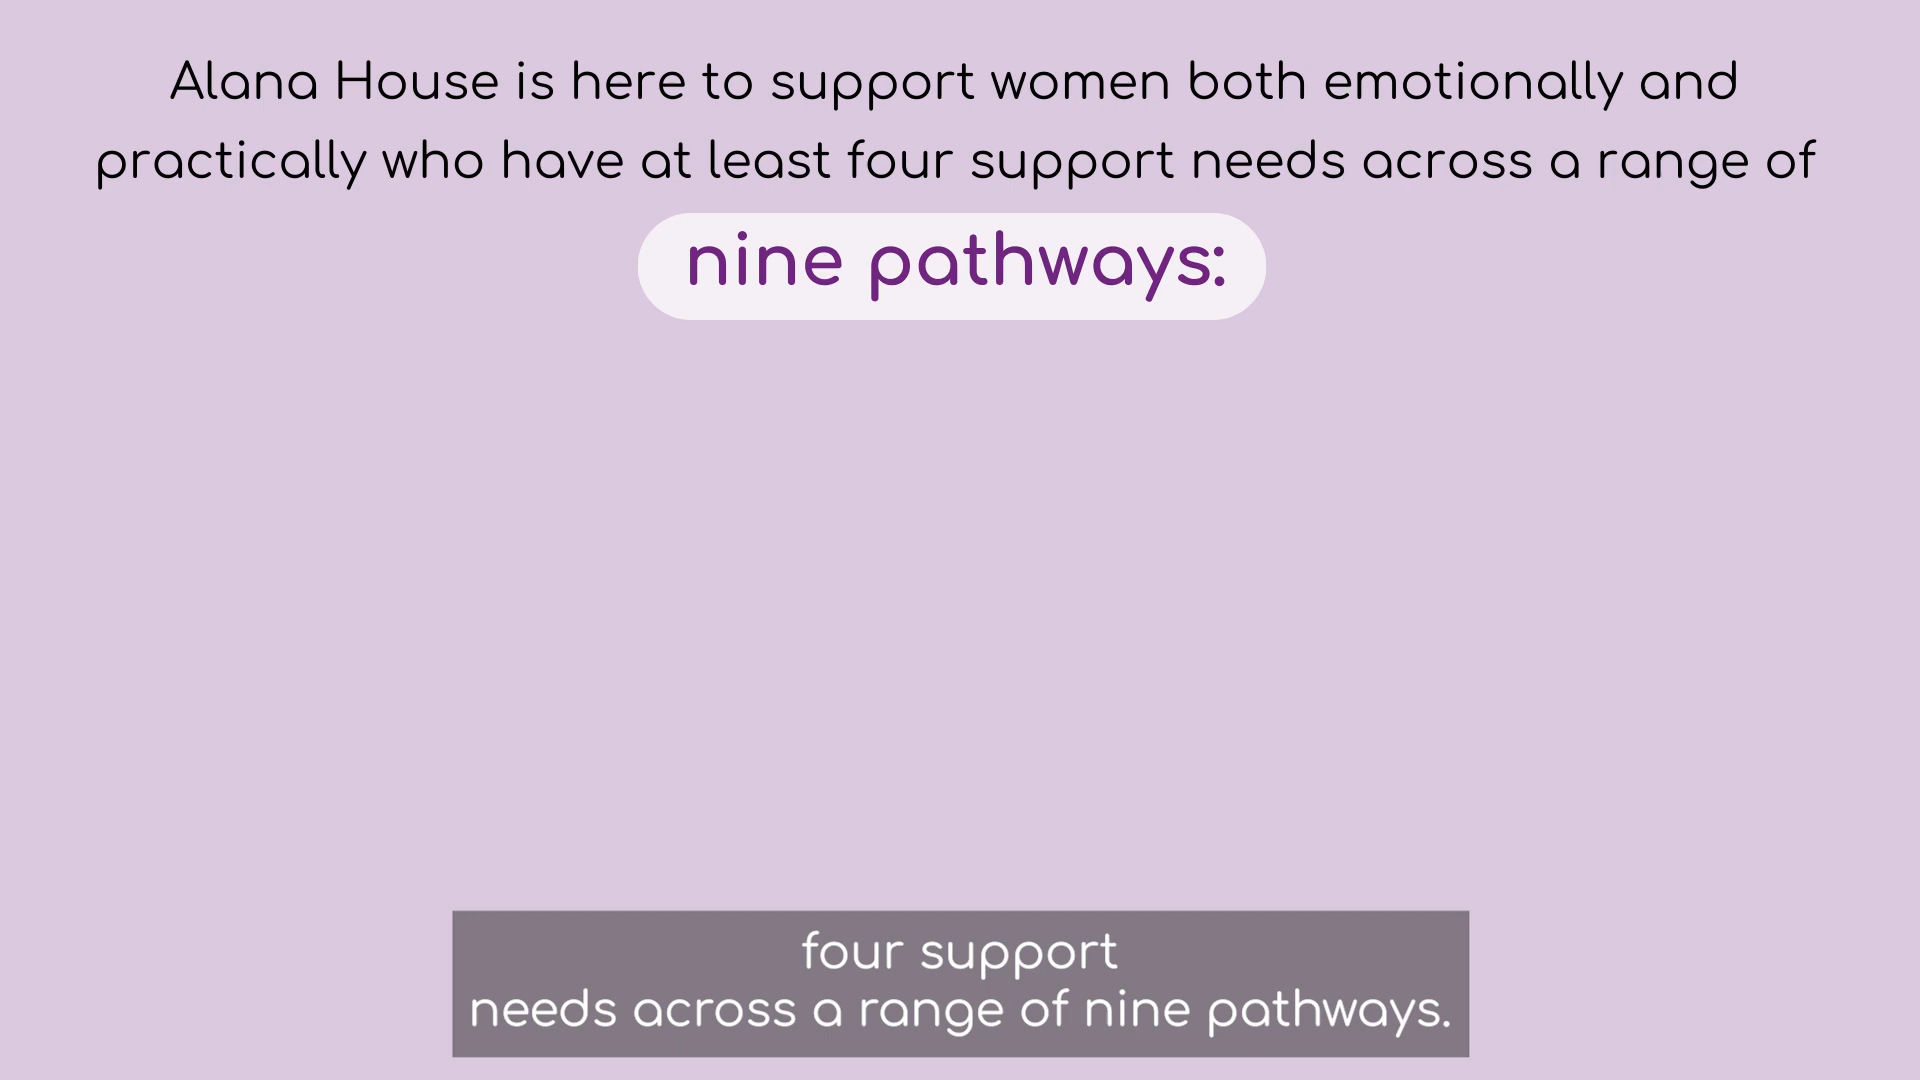 Alana House is here to support women both emotionally and
practically who have at least four support needs across a range of
nine pathways:
four support
needs across a range of nine pathways.